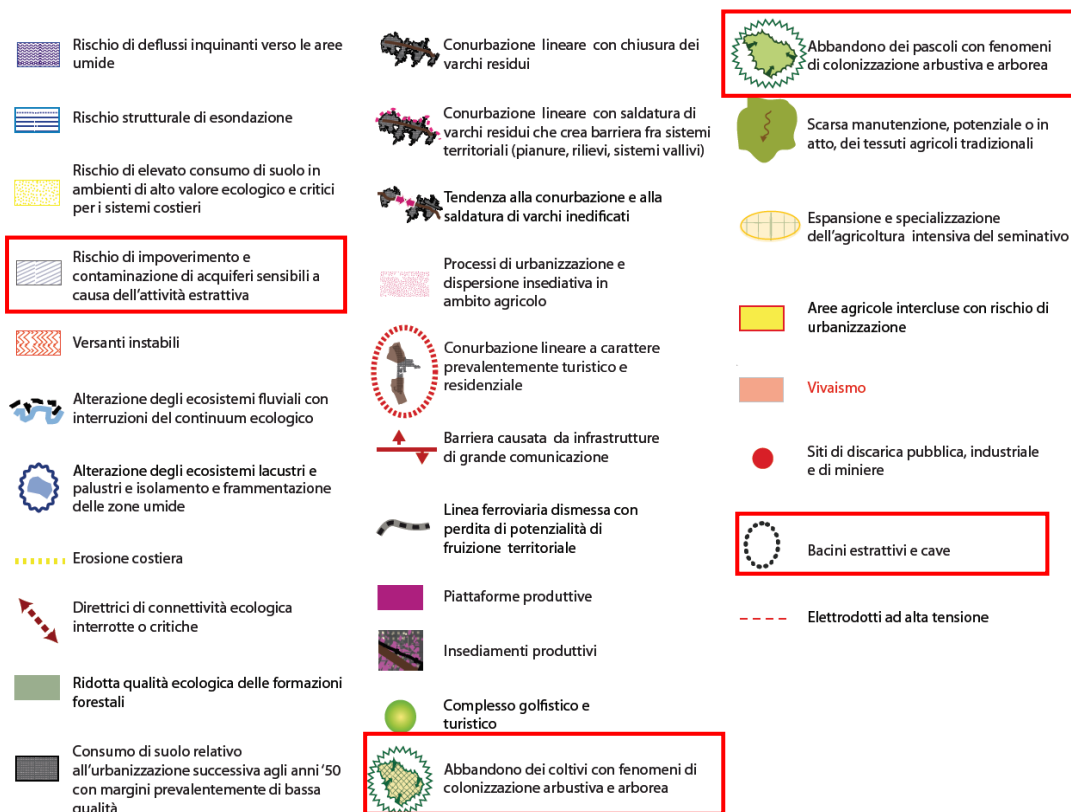 Rischio di deflussi inquinanti verso le aree
umide
Rischio strutturale di esondazione
Rischio di elevato consumo di suolo in
ambienti di alto valore ecologico e critici
per i sistemi costieri
Rischio di impoverimento e
contaminazione di acquiferi sensibili a
causa dell'attività estrattiva
Versanti instabili
Alterazione degli ecosistemi fluviali con
interruzioni del continuum ecologico
Alterazione degli ecosistemi lacustri e
palustri e isolamento e frammentazione
delle zone umide
Erosione costiera
Direttrici di connettività ecologica
interrotte o critiche
Ridotta qualità ecologica delle formazioni
forestali
Consumo di suolo relativo
all'urbanizzazione successiva agli anni '50
con margini prevalentemente di bassa
qualità
Conurbazione lineare con chiusura dei
varchi residui
Conurbazione lineare con saldatura di
varchi residui che crea barriera fra sistemi
territoriali (pianure, rilievi, sistemi vallivi)
Tendenza alla conurbazione e alla
saldatura di varchi inedificati
Processi di urbanizzazione e
dispersione insediativa in
ambito agricolo
Conurbazione lineare a carattere
prevalentemente turistico e
residenziale
Barriera causata da infrastrutture
di grande comunicazione
Linea ferroviaria dismessa con
perdita di potenzialità di
fruizione territoriale
Piattaforme produttive
Insediamenti produttivi
Complesso golfistico e
turistico
Abbandono dei coltivi con fenomeni di
colonizzazione arbustiva e arborea
Abbandono dei pascoli con fenomeni
di colonizzazione arbustiva e arborea
Scarsa manutenzione, potenziale o in
atto, dei tessuti agricoli tradizionali
Espansione e specializzazione
dell'agricoltura intensiva del seminativo
Aree agricole intercluse con rischio di
urbanizzazione
Vivaismo
Siti di discarica pubblica, industriale
e di miniere
Bacini estrattivi e cave
Elettrodotti ad alta tensione